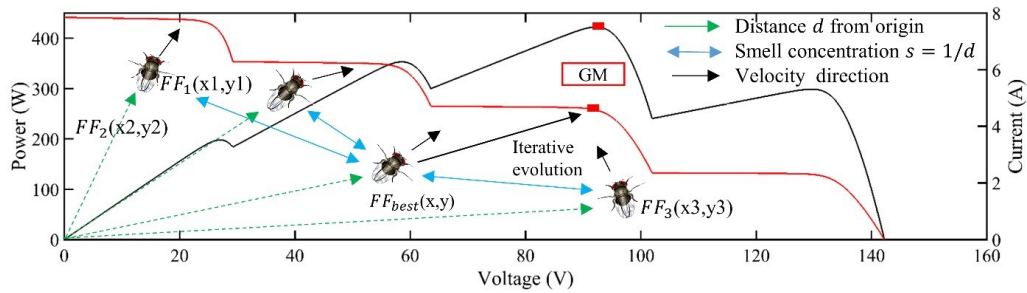 Power (W)
400
300
200
100
0
0
20
40
60
80
100
120
140
160
Voltage (V)
8
6
4
2
0
Current (A)
Distance d from origin
Smell concentration s = 1/d
Velocity direction
GM
FF1(x1,y1)
FF2(x2,y2)
Iterative
evolution
FFbest(x,y)
FF3(x3,y3)